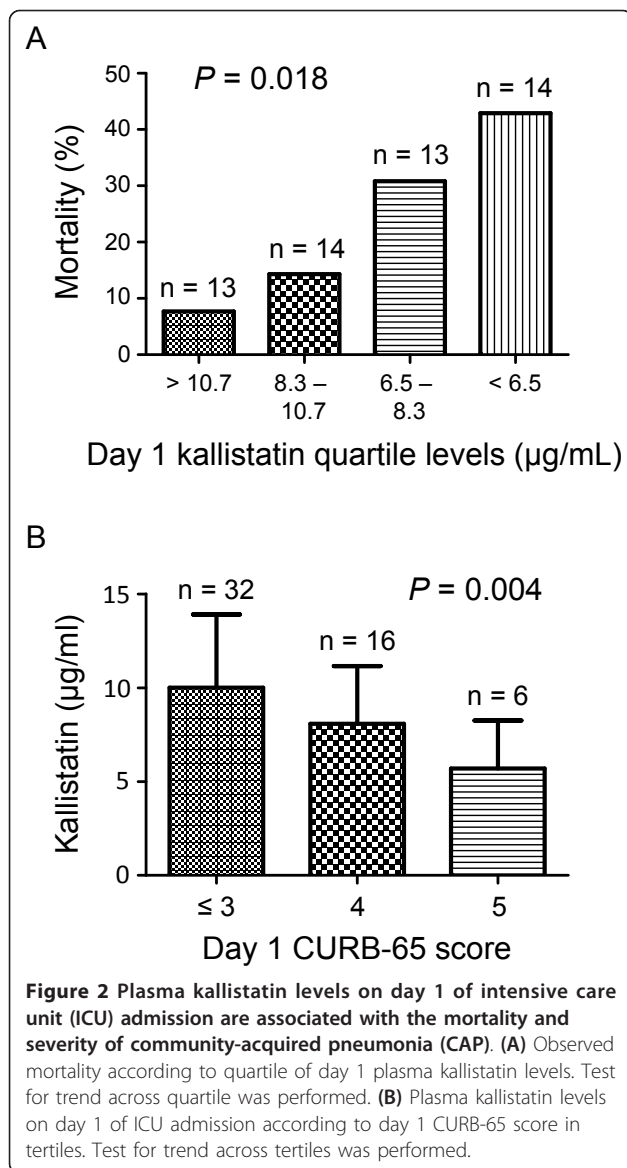 A
P = 0.018
50
40
30
20
10
0
Mortality (%)
n = 13
n = 14
n = 13
n = 14
> 10.7
8.3 –
10.7
6.5 –
8.3
< 6.5
Day 1 kallistatin quartile levels (µg/mL)
B
P = 0.004
15
10
5
0
Kallistatin (µg/ml)
n = 32
n = 16
n = 6
≤ 3
4
5
Day 1 CURB-65 score
Figure 2 Plasma kallistatin levels on day 1 of intensive care
unit (ICU) admission are associated with the mortality and
severity of community-acquired pneumonia (CAP). (A) Observed
mortality according to quartile of day 1 plasma kallistatin levels. Test
for trend across quartile was performed. (B) Plasma kallistatin levels
on day 1 of ICU admission according to day 1 CURB-65 score in
tertiles. Test for trend across tertiles was performed.